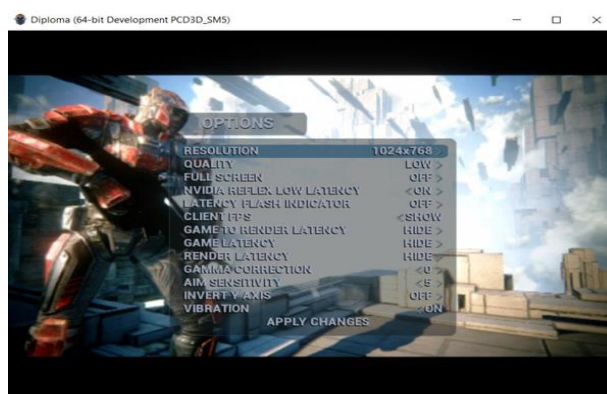 Diploma (64-bit Development PCD3D_SM5)
OPTIONS
RESOLUTION 1024x768 >
QUALITY LOW >
FULL SCREEN OFF >
NVIDIA REFLEX LOW LATENCY <ON >
LATENCY FLASH INDICATOR OFF >
CLIENT FPS <SHOW
GAME TO RENDER LATENCY HIDE >
GAME LATENCY HIDE >
RENDER LATENCY HIDE >
GAMMA CORRECTION <0 >
AIM SENSITIVITY <5 >
INVERT Y AXIS OFF >
VIBRATION <ON
APPLY CHANGES